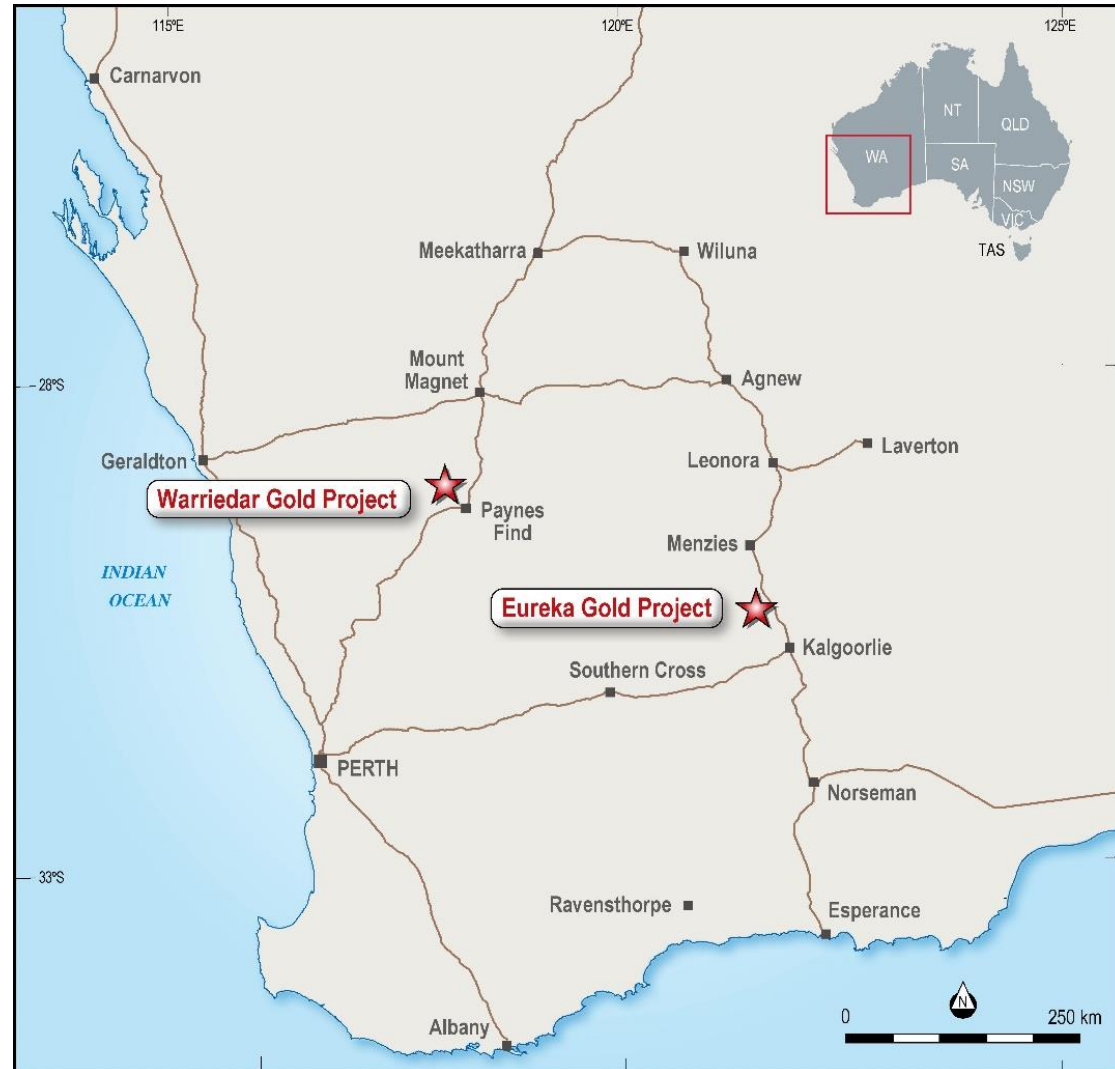 115ºE
120ºE
125ºE
Carnarvon
NT
QLD
WA
SA
NSW
VIC
TAS
Meekatharra
Wiluna
Mount
Magnet
28ºS
Agnew
Geraldton
Leonora
Laverton
Warriedar Gold Project
Paynes
Find
Menzies
INDIAN
OCEAN
Eureka Gold Project
Kalgoorlie
Southern Cross
PERTH
Norseman
33ºS
Ravensthorpe
Esperance
N
0
250 km
Albany